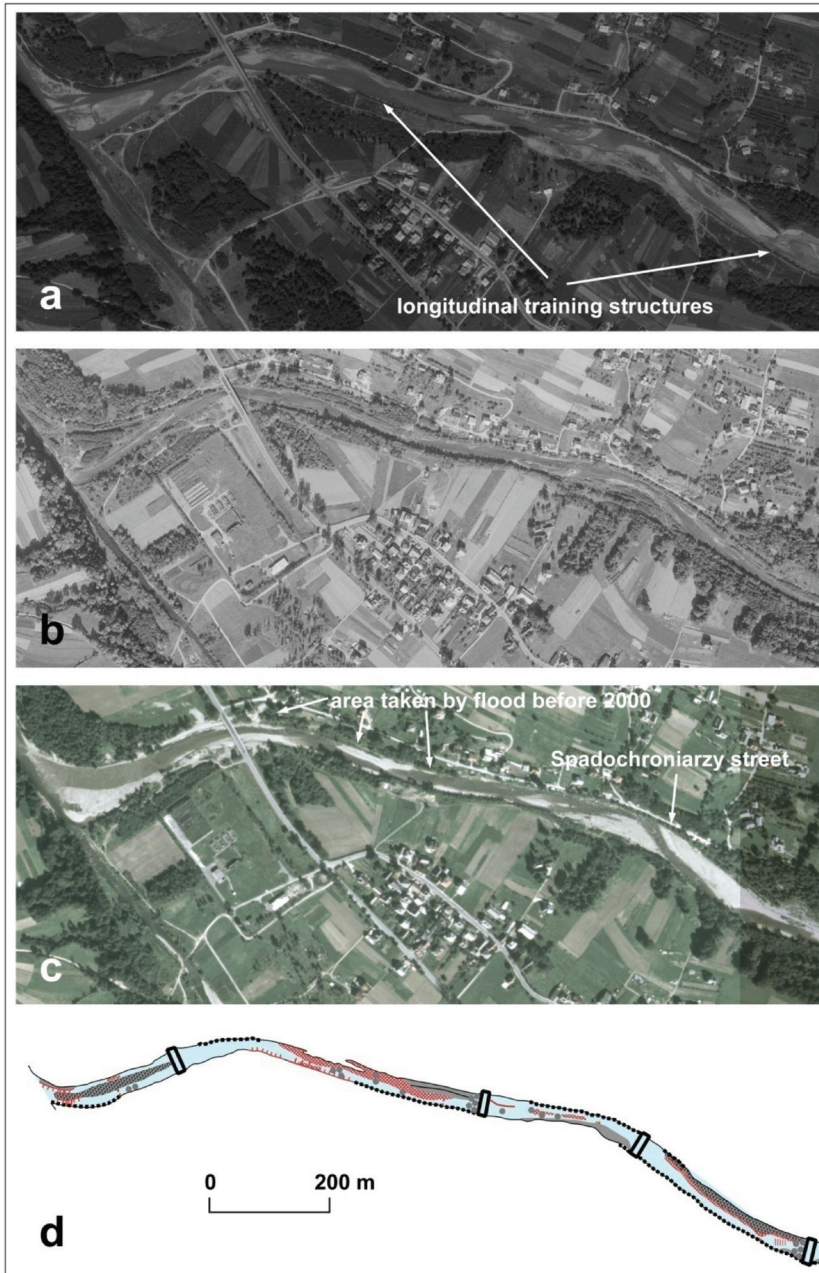 longitudinal training structures
a
b
area taken by flood before 2000
Spadochroniarzy street
c
0 200 m
d